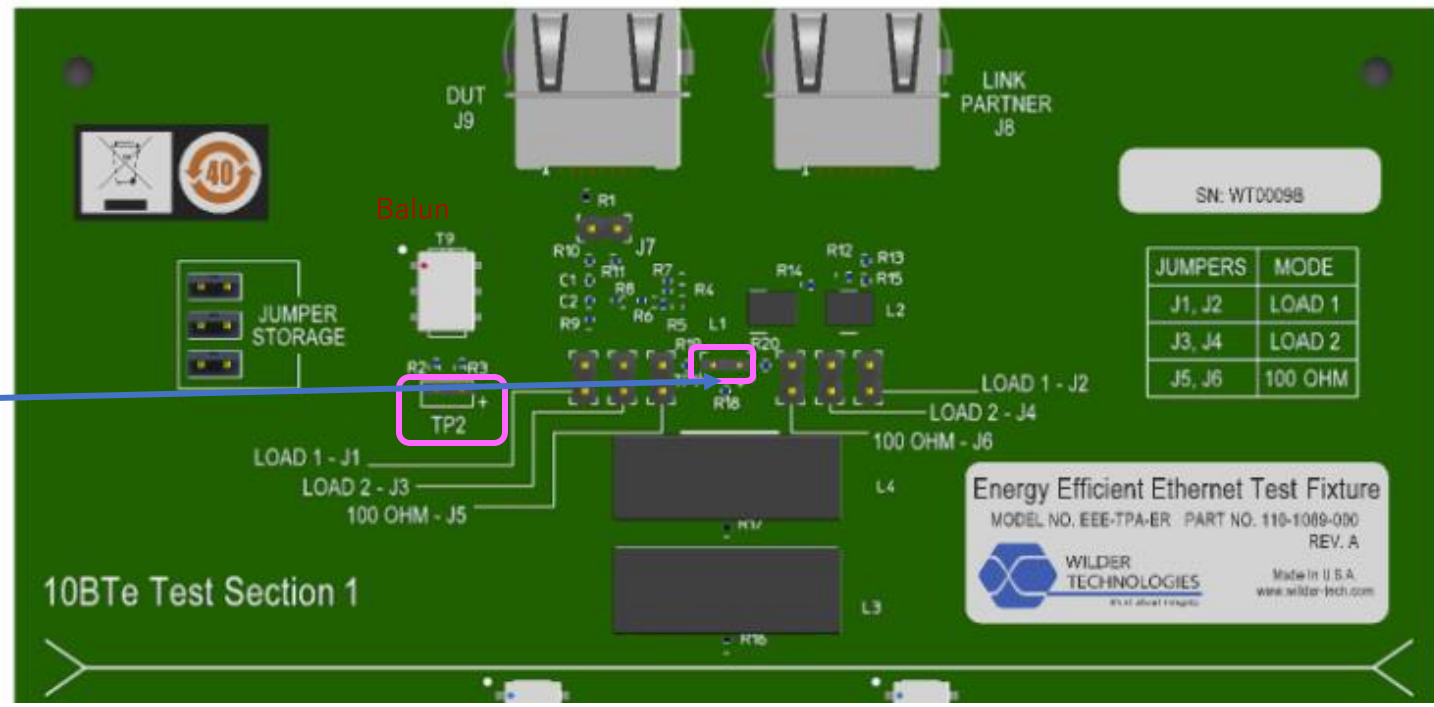 DUT
J9
LINK
PARTNER
J8
40
SN: WT00098
Balun
T9
R1
J7
R10
R11
C1
R8
R7
R4
C2
R6
R9
R5
L1
R14
R12
R13
R15
L2
R19
R20
R18
JUMPER
STORAGE
R2
R3
+
TP2
JUMPERS MODE
J1, J2 LOAD 1
J3, J4 LOAD 2
J5, J6 100 OHM
LOAD 1 - J2
LOAD 2 - J4
100 OHM - J6
LOAD 1 - J1
LOAD 2 - J3
100 OHM - J5
L4
R17
L3
R16
10BTe Test Section 1
Energy Efficient Ethernet Test Fixture
MODEL NO. EEE-TPA-ER PART NO. 110-1089-000
REV. A
WILDER
TECHNOLOGIES
Made in U.S.A.
www.wilder-tech.com